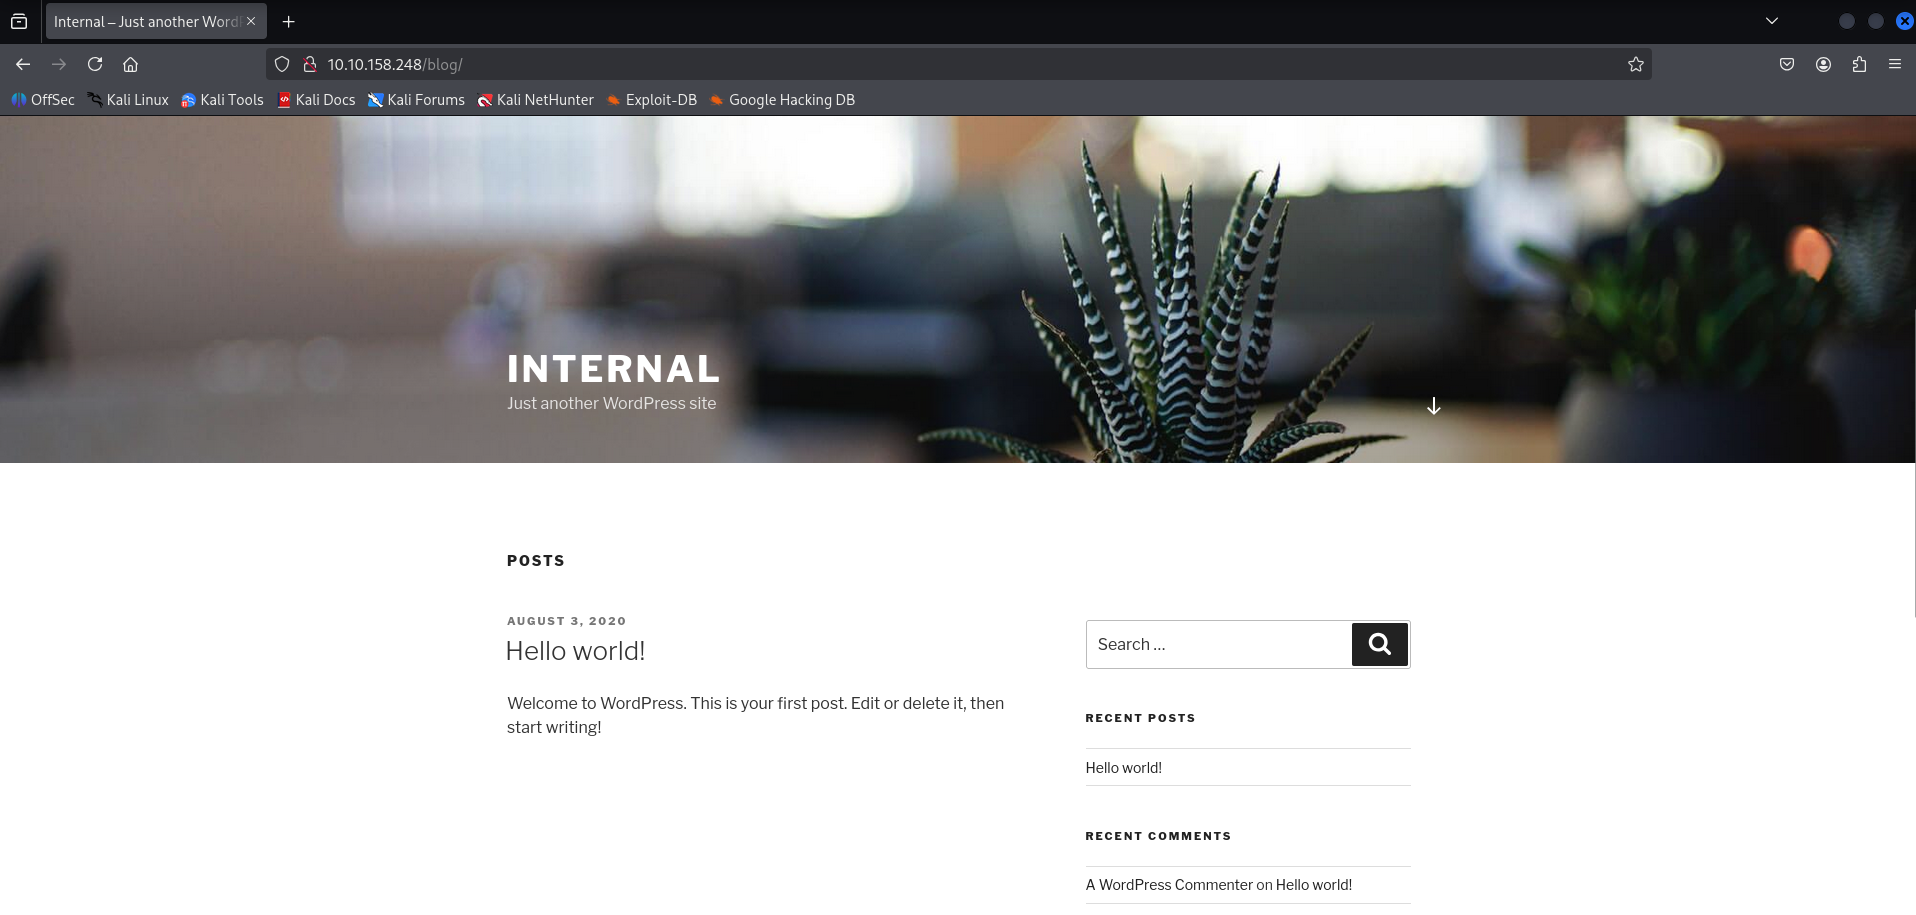 Internal – Just another Word
10.10.158.248/blog/
OffSec Kali Linux Kali Tools Kali Docs Kali Forums Kali NetHunter Exploit-DB Google Hacking DB
INTERNAL
Just another WordPress site
POSTS
AUGUST 3, 2020
Hello world!
Welcome to WordPress. This is your first post. Edit or delete it, then
start writing!
Search …
RECENT POSTS
Hello world!
RECENT COMMENTS
A WordPress Commenter on Hello world!